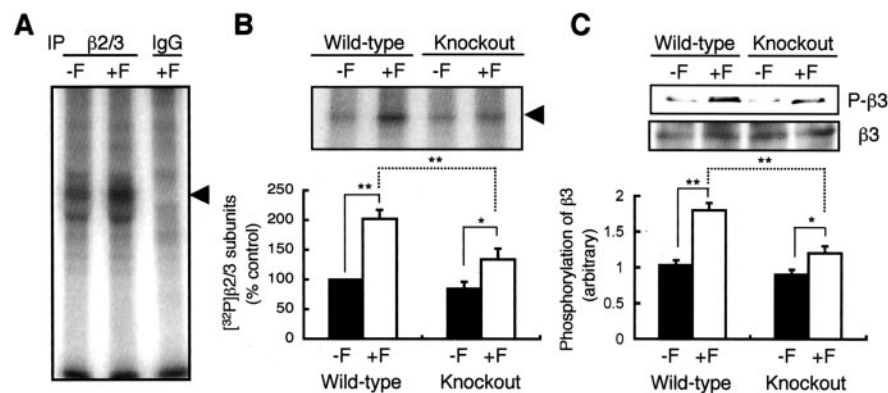 A
IP β2/3 IgG
-F +F +F
B
Wild-type Knockout
-F +F -F +F
**
**
*
[³²P]β2/3 subunits
(% control)
200
150
100
50
0
-F +F -F +F
Wild-type Knockout
C
Wild-type Knockout
-F +F -F +F
P-β3
β3
**
**
*
Phosphorylation of β3
(arbitrary)
2
1.5
1
0.5
0
-F +F -F +F
Wild-type Knockout